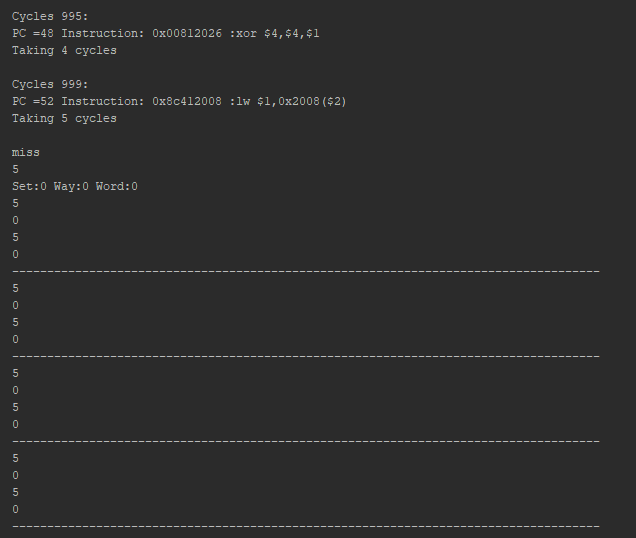 Cycles 995:
PC =48 Instruction: 0x00812026 :xor $4,$4,$1
Taking 4 cycles
Cycles 999:
PC =52 Instruction: 0x8c412008 :lw $1,0x2008($2)
Taking 5 cycles
miss
5
Set:0 Way:0 Word:0
5
0
5
0
------------------------------------------------------------------------------------
5
0
5
0
------------------------------------------------------------------------------------
5
0
5
0
------------------------------------------------------------------------------------
5
0
5
0
------------------------------------------------------------------------------------